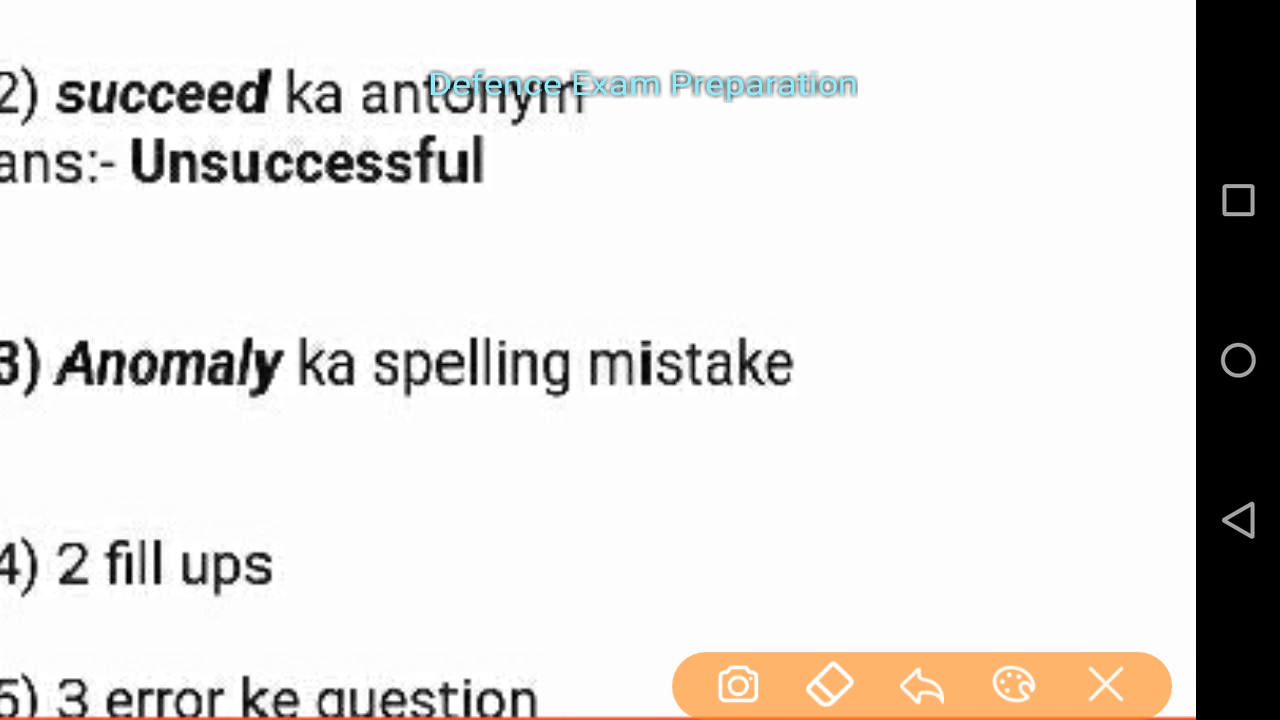 2) succeed ka antonym
Defence Exam Preparation
ans:- Unsuccessful
3) Anomaly ka spelling mistake
4) 2 fill ups
5) 3 error ke question